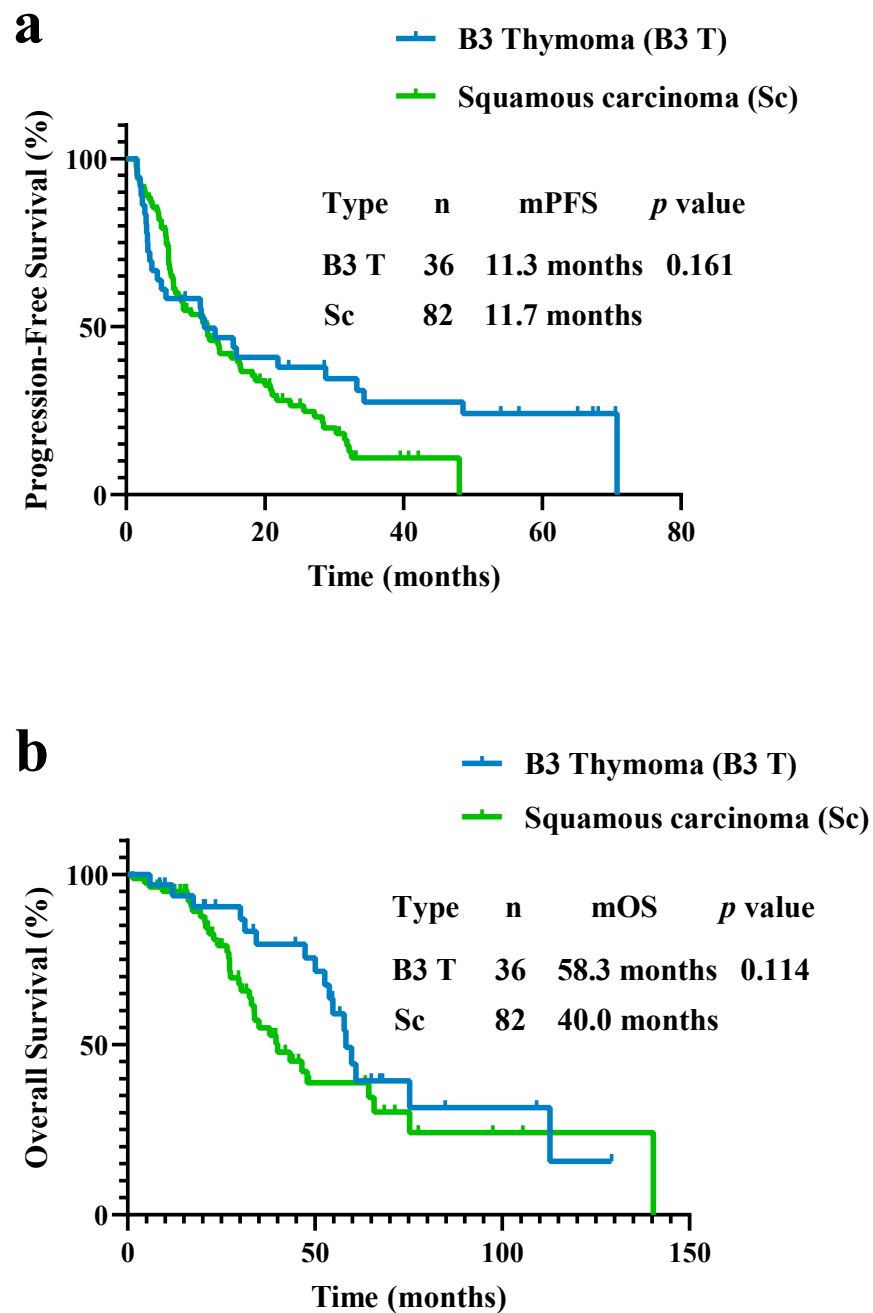 a
B3 Thymoma (B3 T)
Squamous carcinoma (Sc)
Progression-Free Survival (%)
100
50
0
Type n mPFS p value
B3 T 36 11.3 months 0.161
Sc 82 11.7 months
0 20 40 60 80
Time (months)
b
B3 Thymoma (B3 T)
Squamous carcinoma (Sc)
Overall Survival (%)
100
50
0
Type n mOS p value
B3 T 36 58.3 months 0.114
Sc 82 40.0 months
0 50 100 150
Time (months)